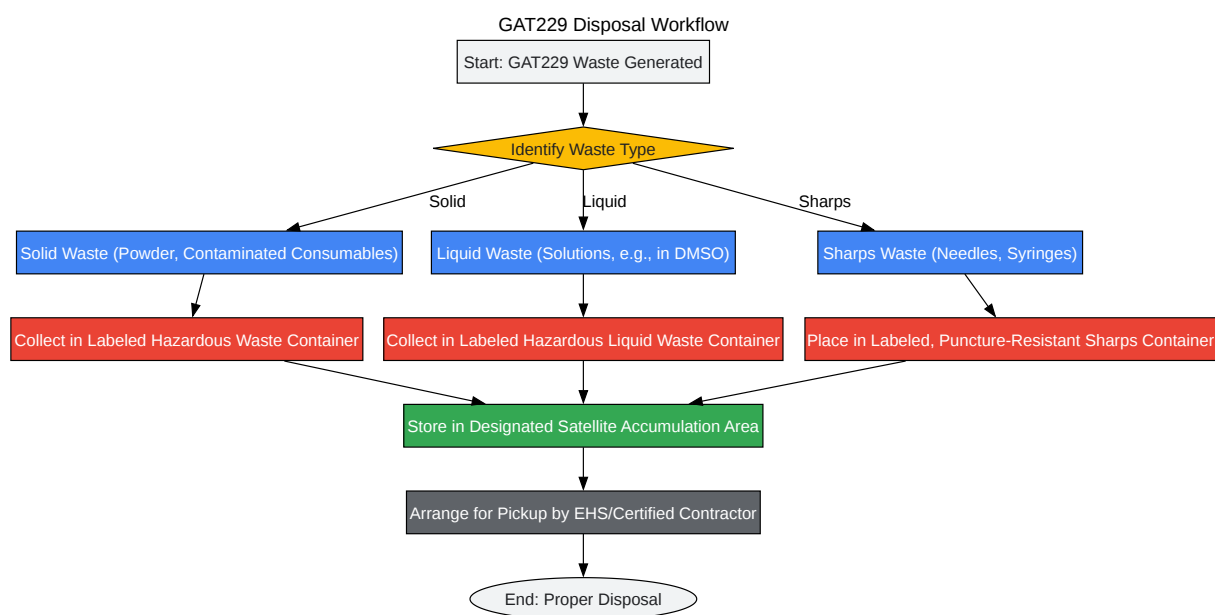 GAT229 Disposal Workflow
Start: GAT229 Waste Generated
Identify Waste Type
Solid
Liquid
Sharps
Solid Waste (Powder, Contaminated Consumables)
Liquid Waste (Solutions, e.g., in DMSO)
Sharps Waste (Needles, Syringes)
Collect in Labeled Hazardous Waste Container
Collect in Labeled Hazardous Liquid Waste Container
Place in Labeled, Puncture-Resistant Sharps Container
Store in Designated Satellite Accumulation Area
Arrange for Pickup by EHS/Certified Contractor
End: Proper Disposal